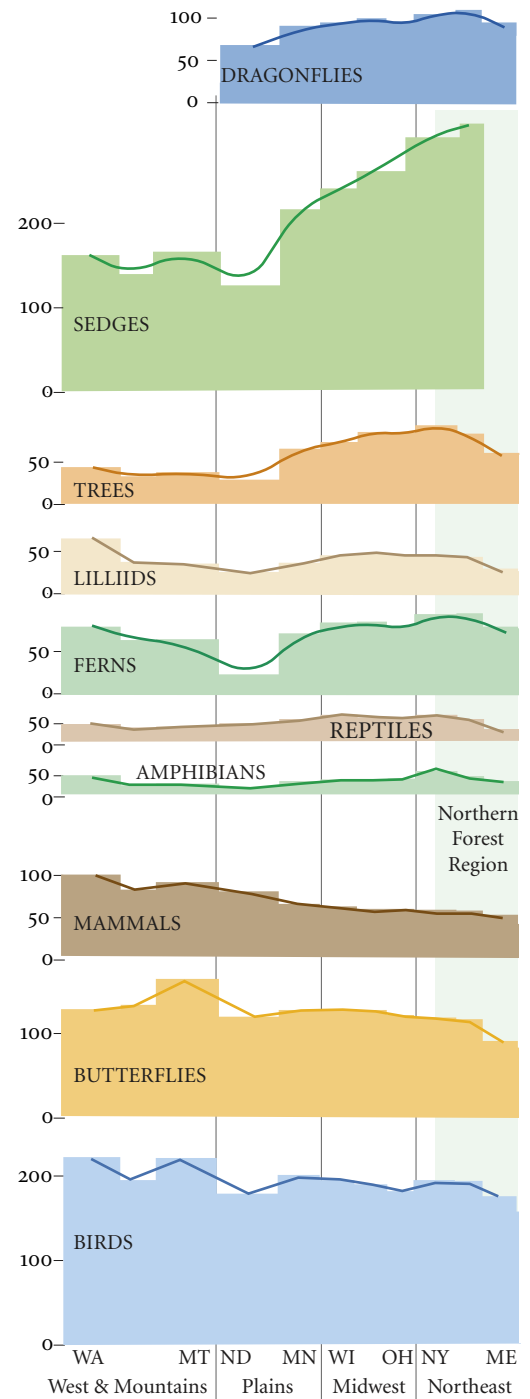 100
50
DRAGONFLIES
0
200
100
SEDGES
0
50
TREES
0
50
LILLIIDS
0
50
FERNS
0
50
REPTILES
0
50
AMPHIBIANS
0
Northern
Forest
Region
100
50
MAMMALS
0
100
BUTTERFLIES
0
200
BIRDS
100
0
WA MT ND MN WI OH NY ME
West & Mountains Plains Midwest Northeast